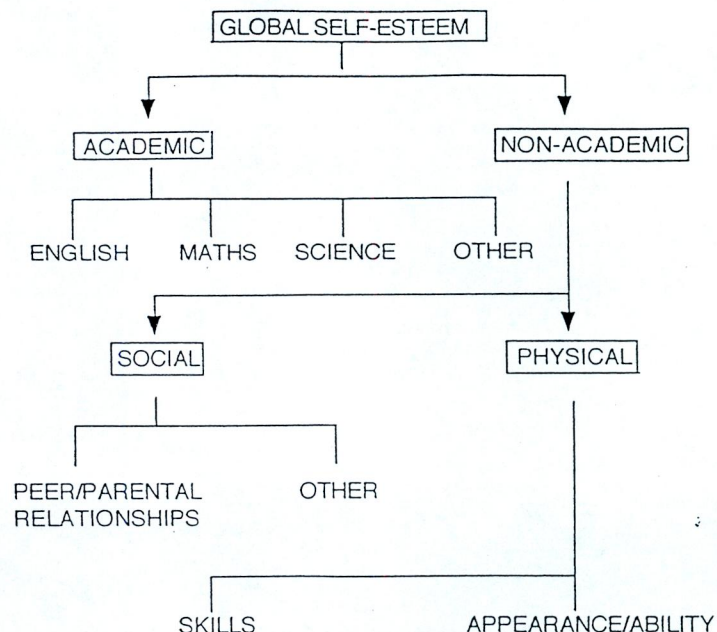 GLOBAL SELF-ESTEEM
ACADEMIC
NON-ACADEMIC
ENGLISH
MATHS
SCIENCE
OTHER
SOCIAL
PHYSICAL
PEER/PARENTAL
RELATIONSHIPS
OTHER
SKILLS
APPEARANCE/ABILITY